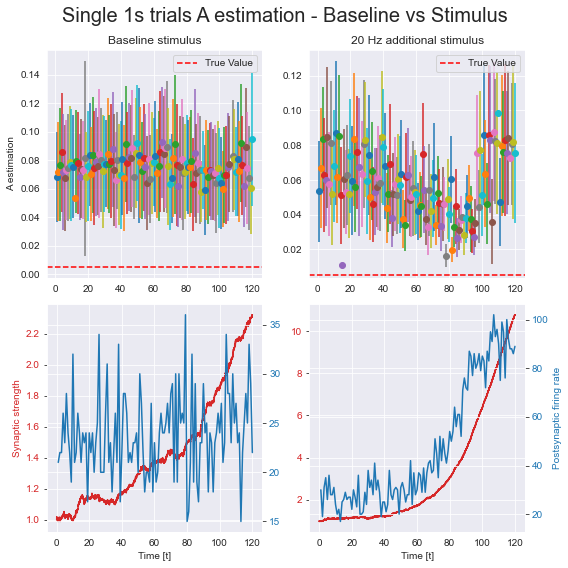 Single 1s trials A estimation - Baseline vs Stimulus
Baseline stimulus
20 Hz additional stimulus
True Value
True Value
0.14
0.12
0.10
0.08
0.06
0.04
0.02
0.00
A estimation
0 20 40 60 80 100 120
0.12
0.10
0.08
0.06
0.04
0.02
0 20 40 60 80 100 120
2.2
2.0
1.8
1.6
1.4
1.2
1.0
Synaptic strength
35
30
25
20
15
0 20 40 60 80 100 120
Time [t]
10
8
6
4
2
100
80
60
40
20
Postsynaptic firing rate
0 20 40 60 80 100 120
Time [t]